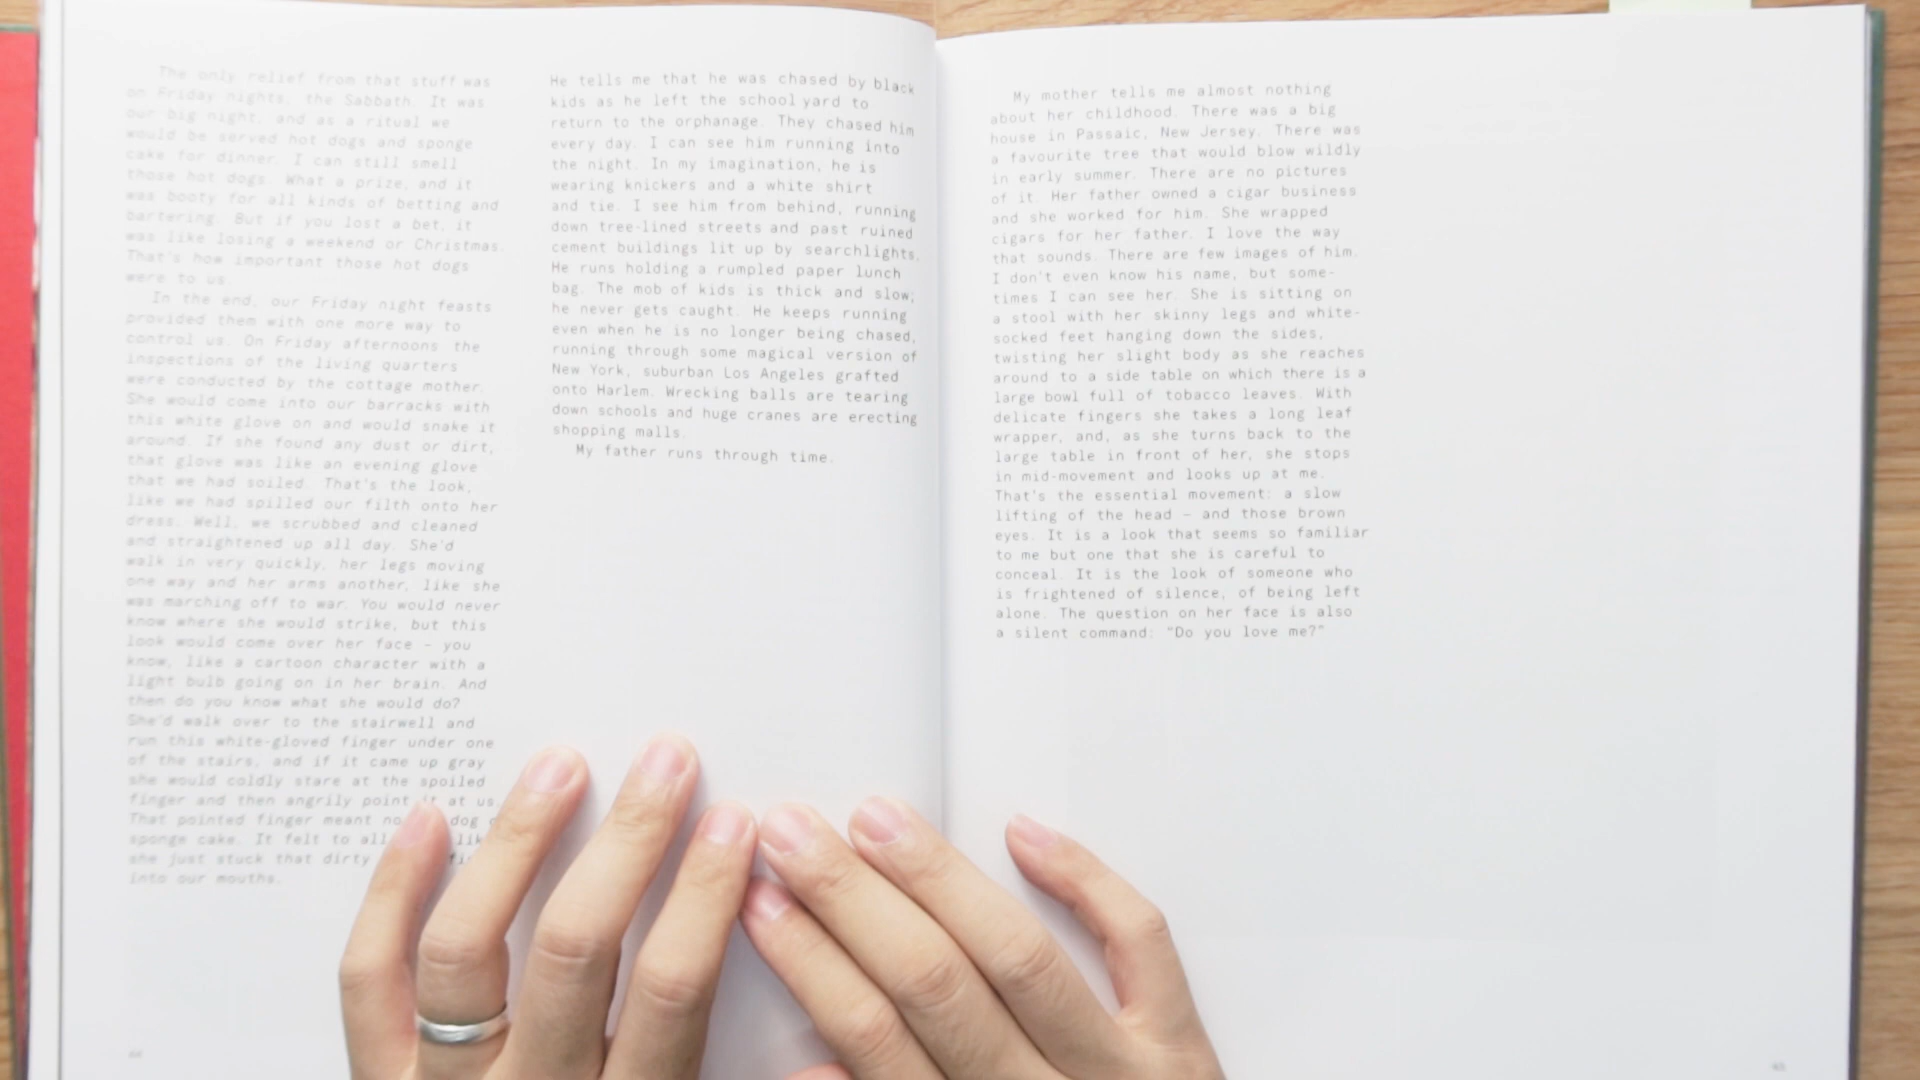 The only relief from that stuff was
on Friday nights, the Sabbath. It was
our big night, and as a ritual we
would be served hot dogs and sponge
cake for dinner. I can still smell
those hot dogs. What a prize, and it
was booty for all kinds of betting and
bartering. But if you lost a bet, it
was like losing a weekend or Christmas.
That's how important those hot dogs
were to us.
In the end, our Friday night feasts
provided them with one more way to
control us. On Friday afternoons the
inspections of the living quarters
were conducted by the cottage mother.
She would come into our barracks with
this white glove on and would snake it
around. If she found any dust or dirt,
that glove was like an evening glove
that we had soiled. That's the look,
like we had spilled our filth onto her
dress. Well, we scrubbed and cleaned
and straightened up all day. She'd
walk in very quickly, her legs moving
one way and her arms another, like she
was marching off to war. You would never
know where she would strike, but this
look would come over her face – you
know, like a cartoon character with a
light bulb going on in her brain. And
then do you know what she would do?
She'd walk over to the stairwell and
run this white-gloved finger under one
of the stairs, and if it came up gray
she would coldly stare at the spoiled
finger and then angrily point it at us.
That pointed finger meant no dog
sponge cake. It felt to all
she just stuck that dirty
into our mouths.
He tells me that he was chased by black
kids as he left the school yard to
return to the orphanage. They chased him
every day. I can see him running into
the night. In my imagination, he is
wearing knickers and a white shirt
and tie. I see him from behind, running
down tree-lined streets and past ruined
cement buildings lit up by searchlights.
He runs holding a rumpled paper lunch
bag. The mob of kids is thick and slow;
he never gets caught. He keeps running
even when he is no longer being chased,
running through some magical version of
New York, suburban Los Angeles grafted
onto Harlem. Wrecking balls are tearing
down schools and huge cranes are erecting
shopping malls.
My father runs through time.
My mother tells me almost nothing
about her childhood. There was a big
house in Passaic, New Jersey. There was
a favourite tree that would blow wildly
in early summer. There are no pictures
of it. Her father owned a cigar business
and she worked for him. She wrapped
cigars for her father. I love the way
that sounds. There are few images of him.
I don't even know his name, but some-
times I can see her. She is sitting on
a stool with her skinny legs and white-
socked feet hanging down the sides,
twisting her slight body as she reaches
around to a side table on which there is a
large bowl full of tobacco leaves. With
delicate fingers she takes a long leaf
wrapper, and, as she turns back to the
large table in front of her, she stops
in mid-movement and looks up at me.
That's the essential movement: a slow
lifting of the head – and those brown
eyes. It is a look that seems so familiar
to me but one that she is careful to
conceal. It is the look of someone who
is frightened of silence, of being left
alone. The question on her face is also
a silent command: "Do you love me?"